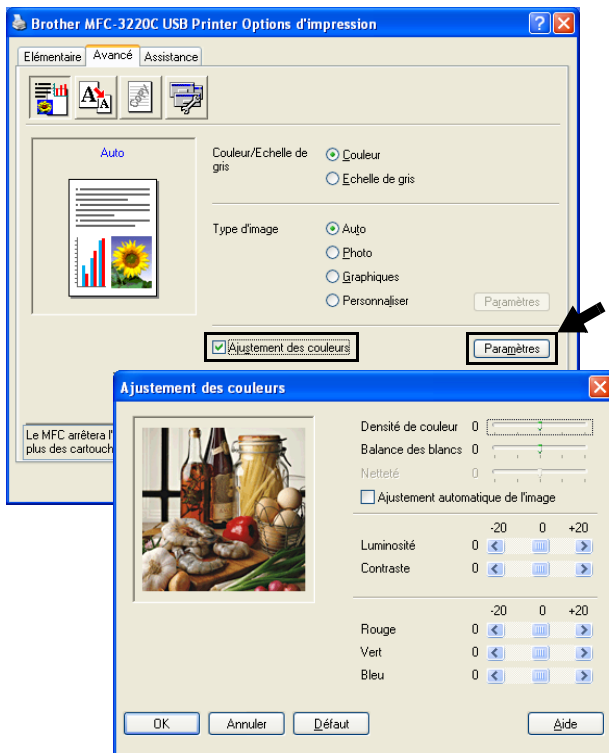 Brother MFC-3220C USB Printer Options d'impression
Elémentaire Avancé Assistance
Auto
Couleur/Echelle de gris
Couleur
Echelle de gris
Type d'image
Auto
Photo
Graphiques
Personnaliser
Paramètres
Ajustement des couleurs
Paramètres
Le MFC arrêtera l'
plus des cartouch
Ajustement des couleurs
Densité de couleur 0
Balance des blancs 0
Netteté 0
Ajustement automatique de l'image
-20 0 +20
Luminosité 0
Contraste 0
-20 0 +20
Rouge 0
Vert 0
Bleu 0
OK Annuler Défaut Aide